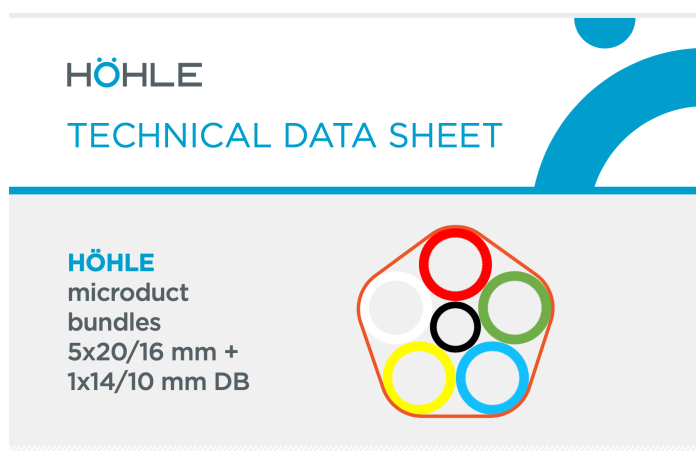 HÖHLE
TECHNICAL DATA SHEET
HÖHLE
microduct
bundles
5x20/16 mm +
1x14/10 mm DB